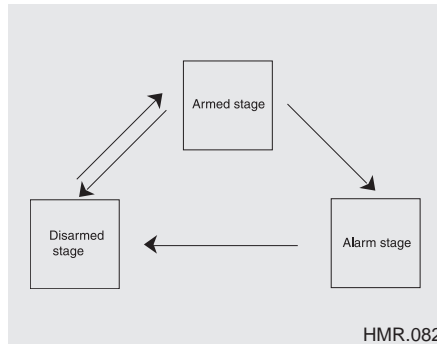 Armed stage
Disarmed
stage
Alarm stage
HMR.082